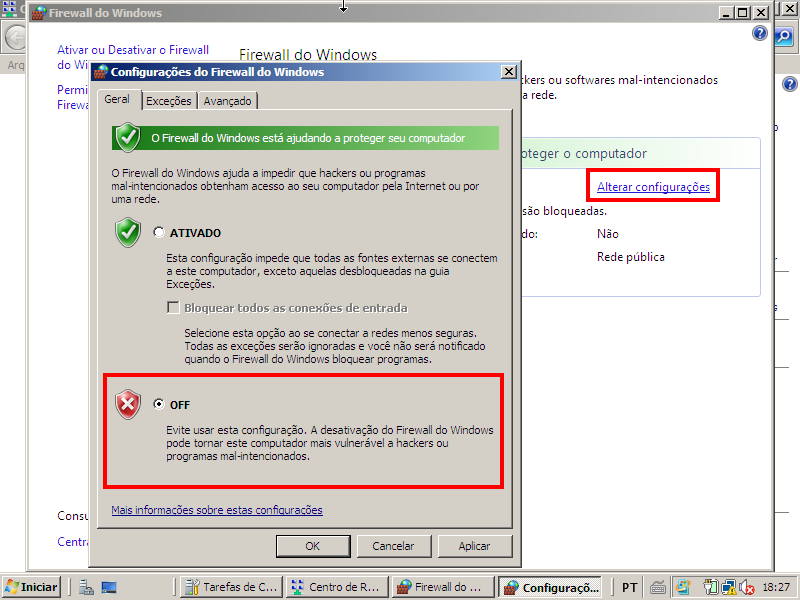 Firewall do Windows
Ativar ou Desativar o Firewall
do Wi
Firewall do Windows
Arq
Permi
Firewa
ckers ou softwares mal-intencionados
a rede.
Configurações do Firewall do Windows
Geral
Exceções
Avançado
O Firewall do Windows está ajudando a proteger seu computador
oteger o computador
O Firewall do Windows ajuda a impedir que hackers ou programas
mal-intencionados obtenham acesso ao seu computador pela Internet ou por
uma rede.
Alterar configurações
são bloqueadas.
do:
Não
Rede pública
ATIVADO
Esta configuração impede que todas as fontes externas se conectem
a este computador, exceto aquelas desbloqueadas na guia
Exceções.
Bloquear todos as conexões de entrada
Selecione esta opção ao se conectar a redes menos seguras.
Todas as exceções serão ignoradas e você não será notificado
quando o Firewall do Windows bloquear programas.
OFF
Evite usar esta configuração. A desativação do Firewall do Windows
pode tornar este computador mais vulnerável a hackers ou
programas mal-intencionados.
Mais informações sobre estas configurações
Consu
Centra
OK
Cancelar
Aplicar
Iniciar
Tarefas de C...
Centro de R...
Firewall do ...
Configuraçõ...
PT
18:27